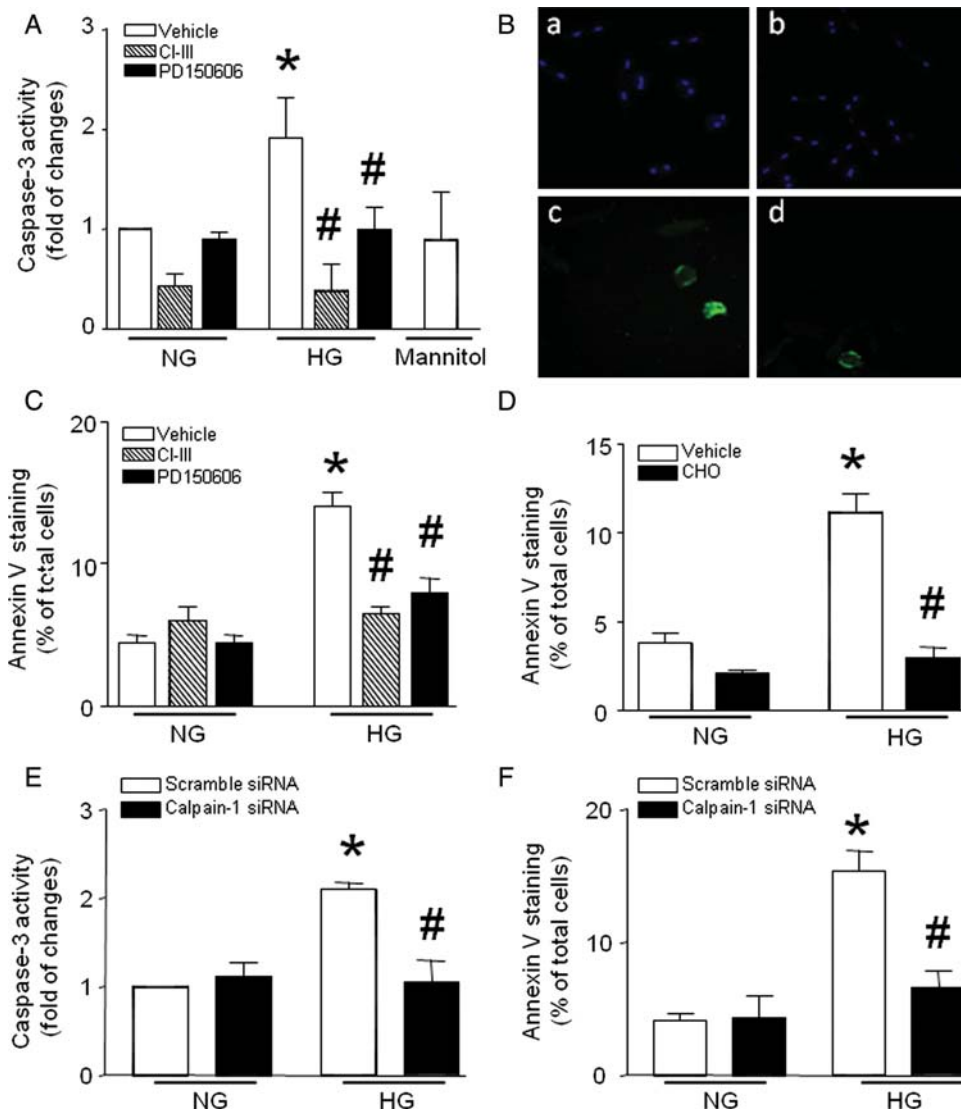 A
Vehicle
CI-III
PD150606
Caspase-3 activity
(fold of changes)
3
2
1
0
*
#
#
NG
HG
Mannitol
B
a
b
c
d
C
Vehicle
CI-III
PD150606
Annexin V staining
(% of total cells)
20
10
0
*
#
#
NG
HG
D
Vehicle
CHO
Annexin V staining
(% of total cells)
15
10
5
0
*
#
NG
HG
E
Scramble siRNA
Calpain-1 siRNA
Caspase-3 activity
(fold of changes)
3
2
1
0
*
#
NG
HG
F
Scramble siRNA
Calpain-1 siRNA
Annexin V staining
(% of total cells)
20
10
0
*
#
NG
HG